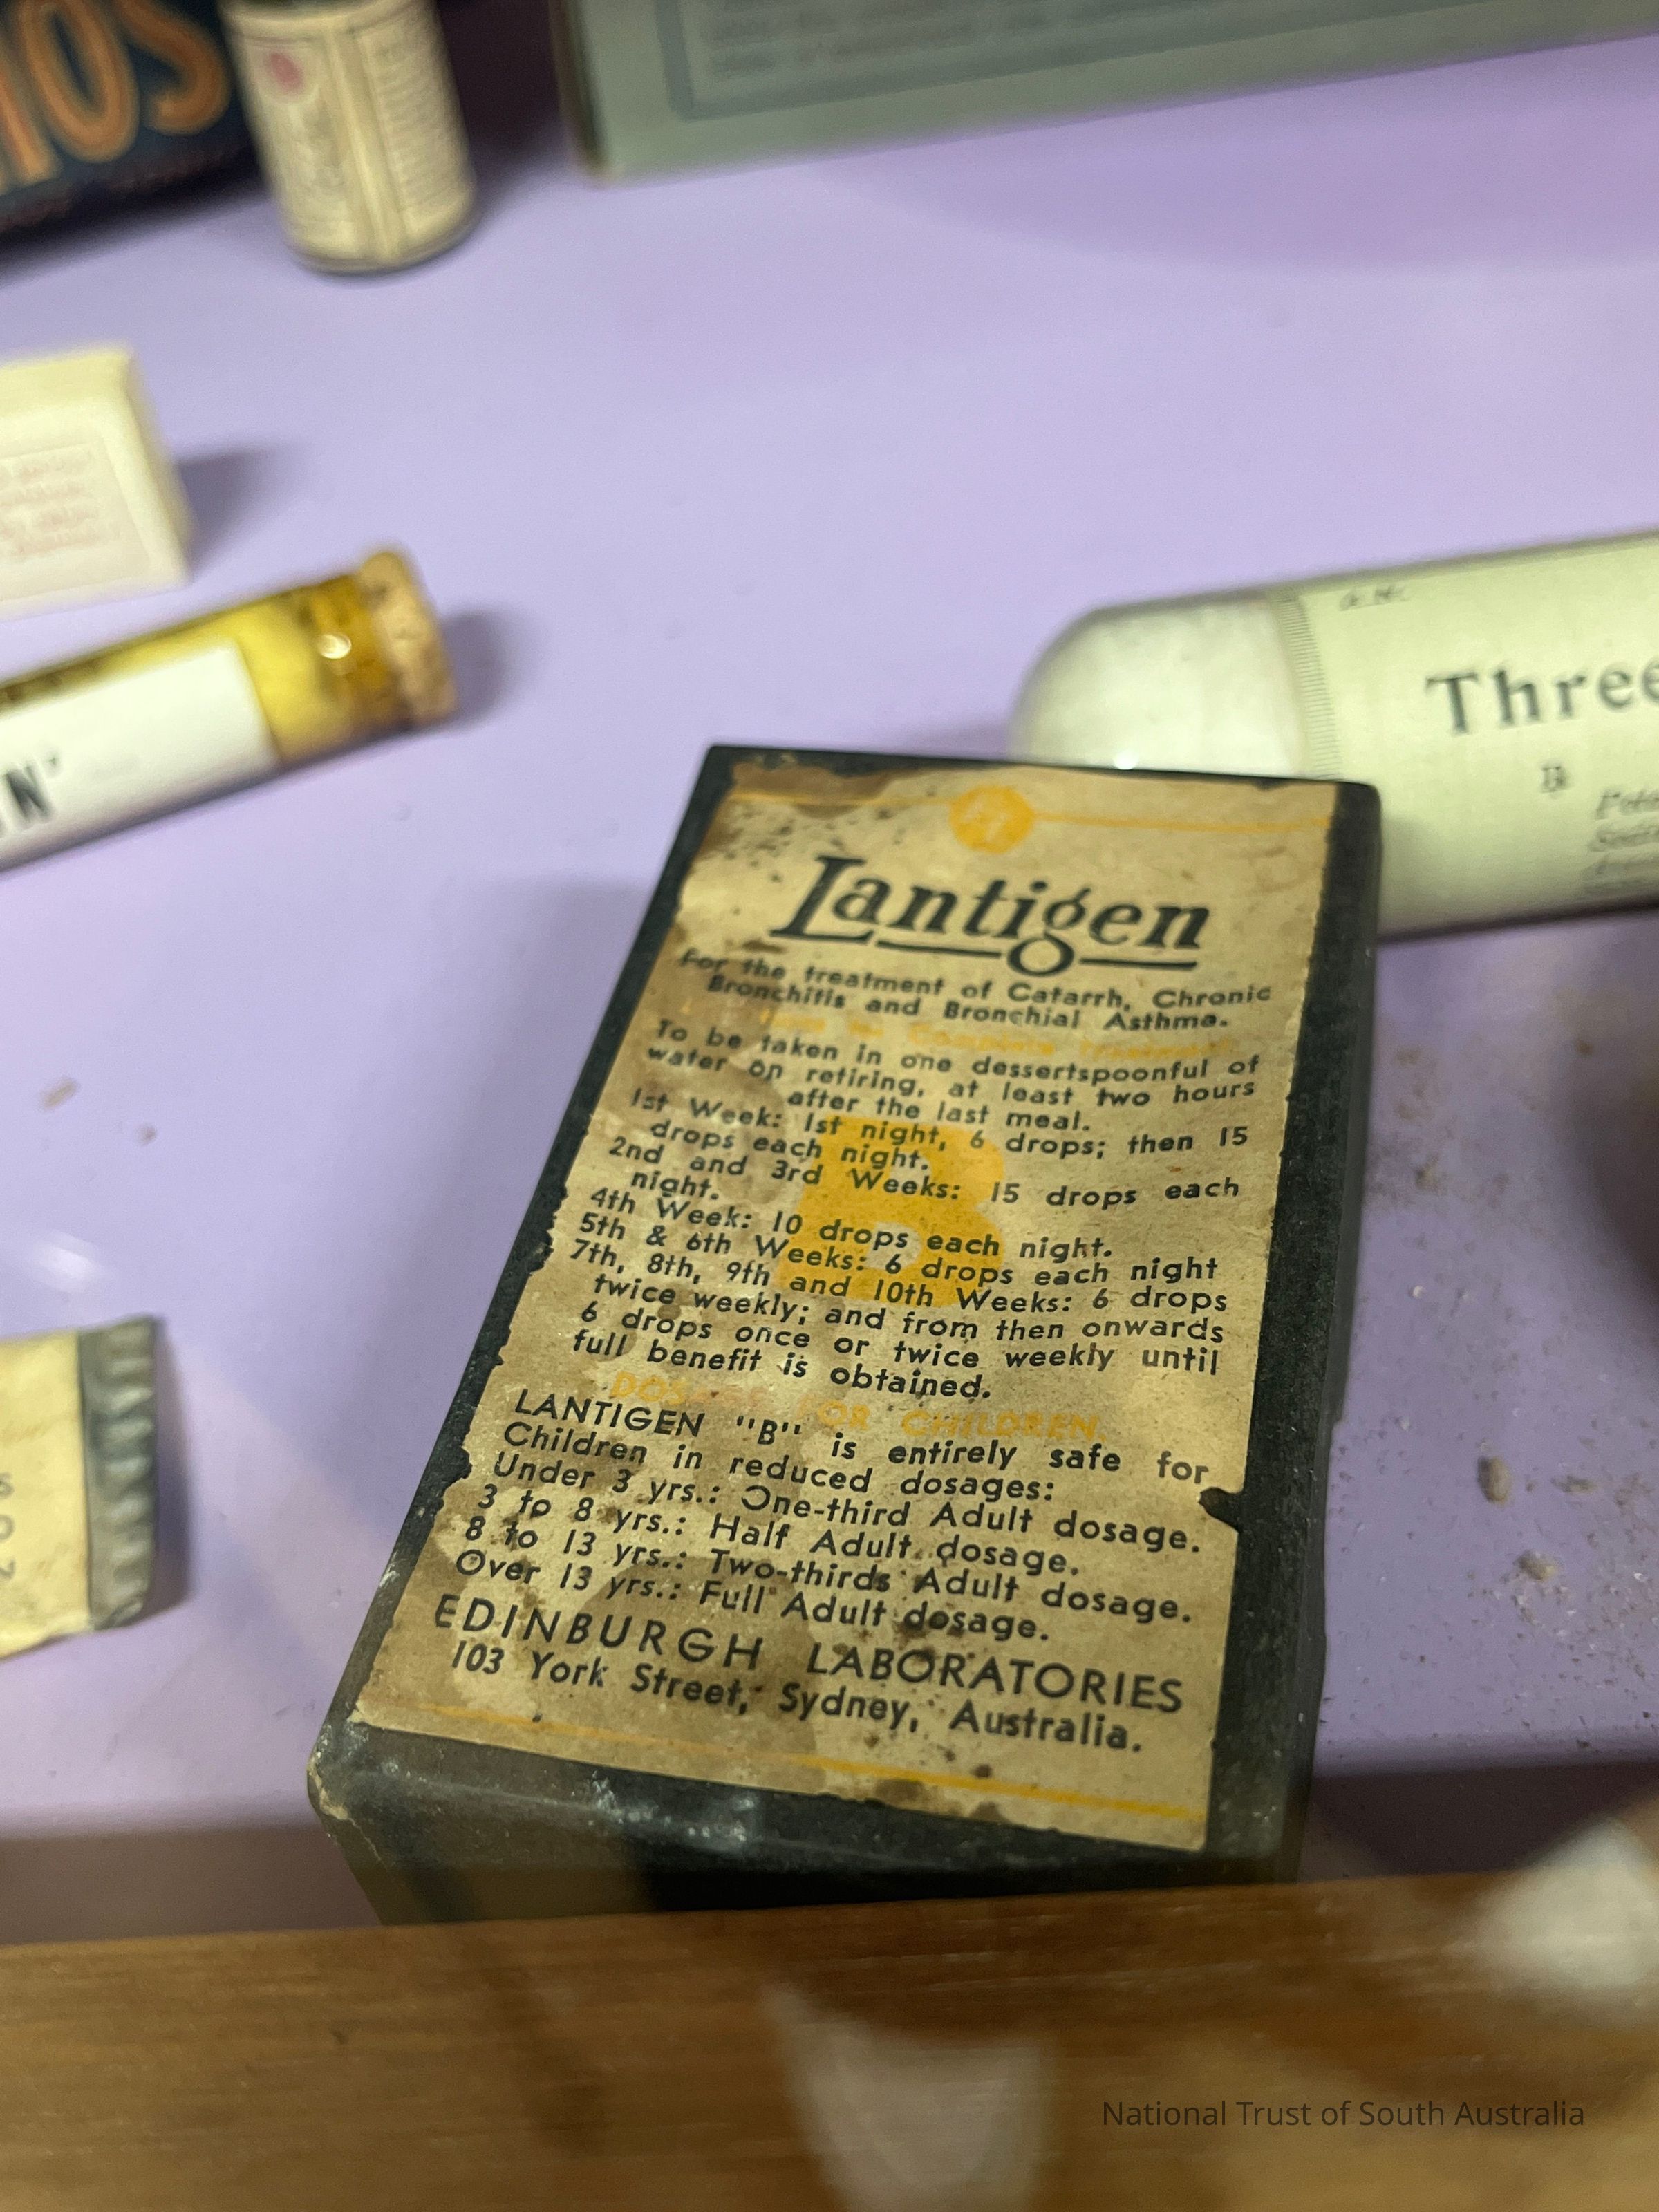 IOS
N'
Three
Lantigen
For the treatment of Catarrh, Chronic
Bronchitis and Bronchial Asthma.
To be taken in one dessertspoonful of
water on retiring, at least two hours
after the last meal.
1st Week: 1st night, 6 drops; then 15
drops each night.
2nd and 3rd Weeks: 15 drops each
night.
4th Week: 10 drops each night.
5th & 6th Weeks: 6 drops each night
7th, 8th, 9th and 10th Weeks: 6 drops
twice weekly; and from then onwards
6 drops once or twice weekly until
full benefit is obtained.
B
DOSAGE FOR CHILDREN.
LANTIGEN "B" is entirely safe for
Children in reduced dosages:
Under 3 yrs.: One-third Adult dosage.
3 to 8 yrs.: Half Adult dosage.
8 to 13 yrs.: Two-thirds Adult dosage.
Over 13 yrs.: Full Adult dosage.
EDINBURGH LABORATORIES
103 York Street, Sydney, Australia.
National Trust of South Australia